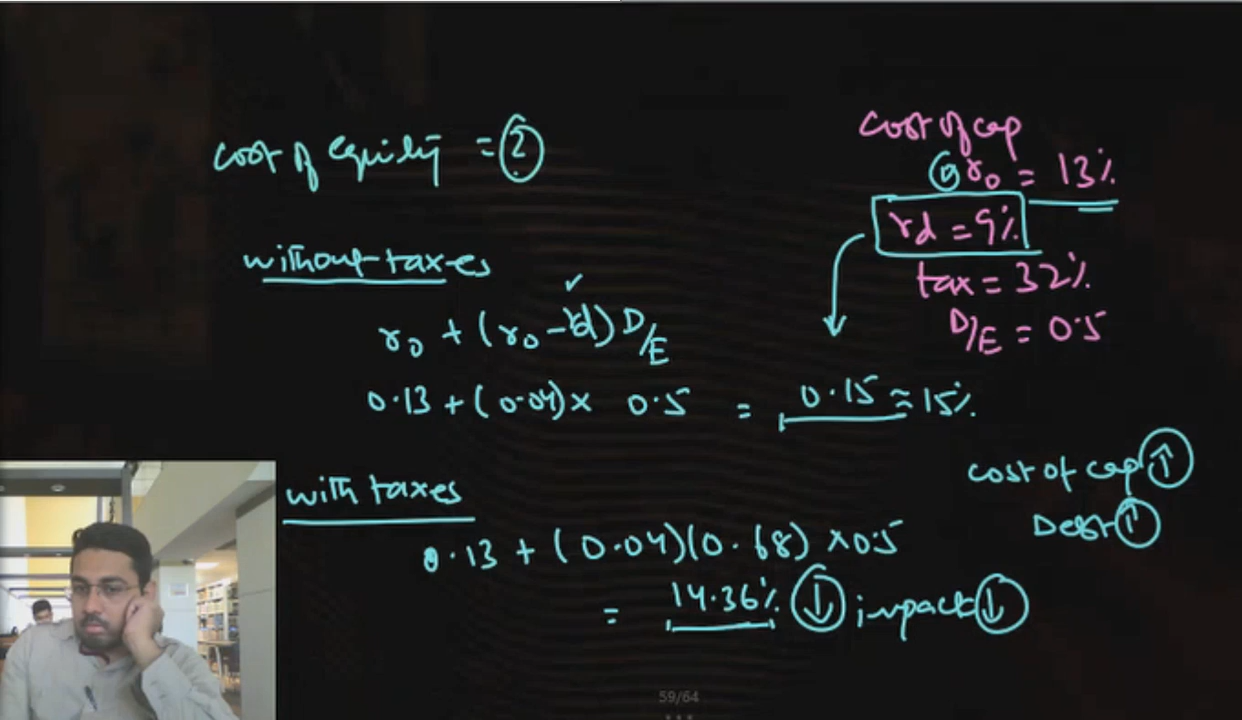 cost of equity = 2
without taxes
r0 + (r0 - rd) D/E
0.13 + (0.04) x 0.5 = 0.15 ≈ 15%
with taxes
0.13 + (0.04)(0.68) x 0.5
= 14.36% ↓ impact ↓
cost of cap
r0 = 13%
rd = 9%
tax = 32%
D/E = 0.5
cost of cap ↑
Debt ↑
59/64